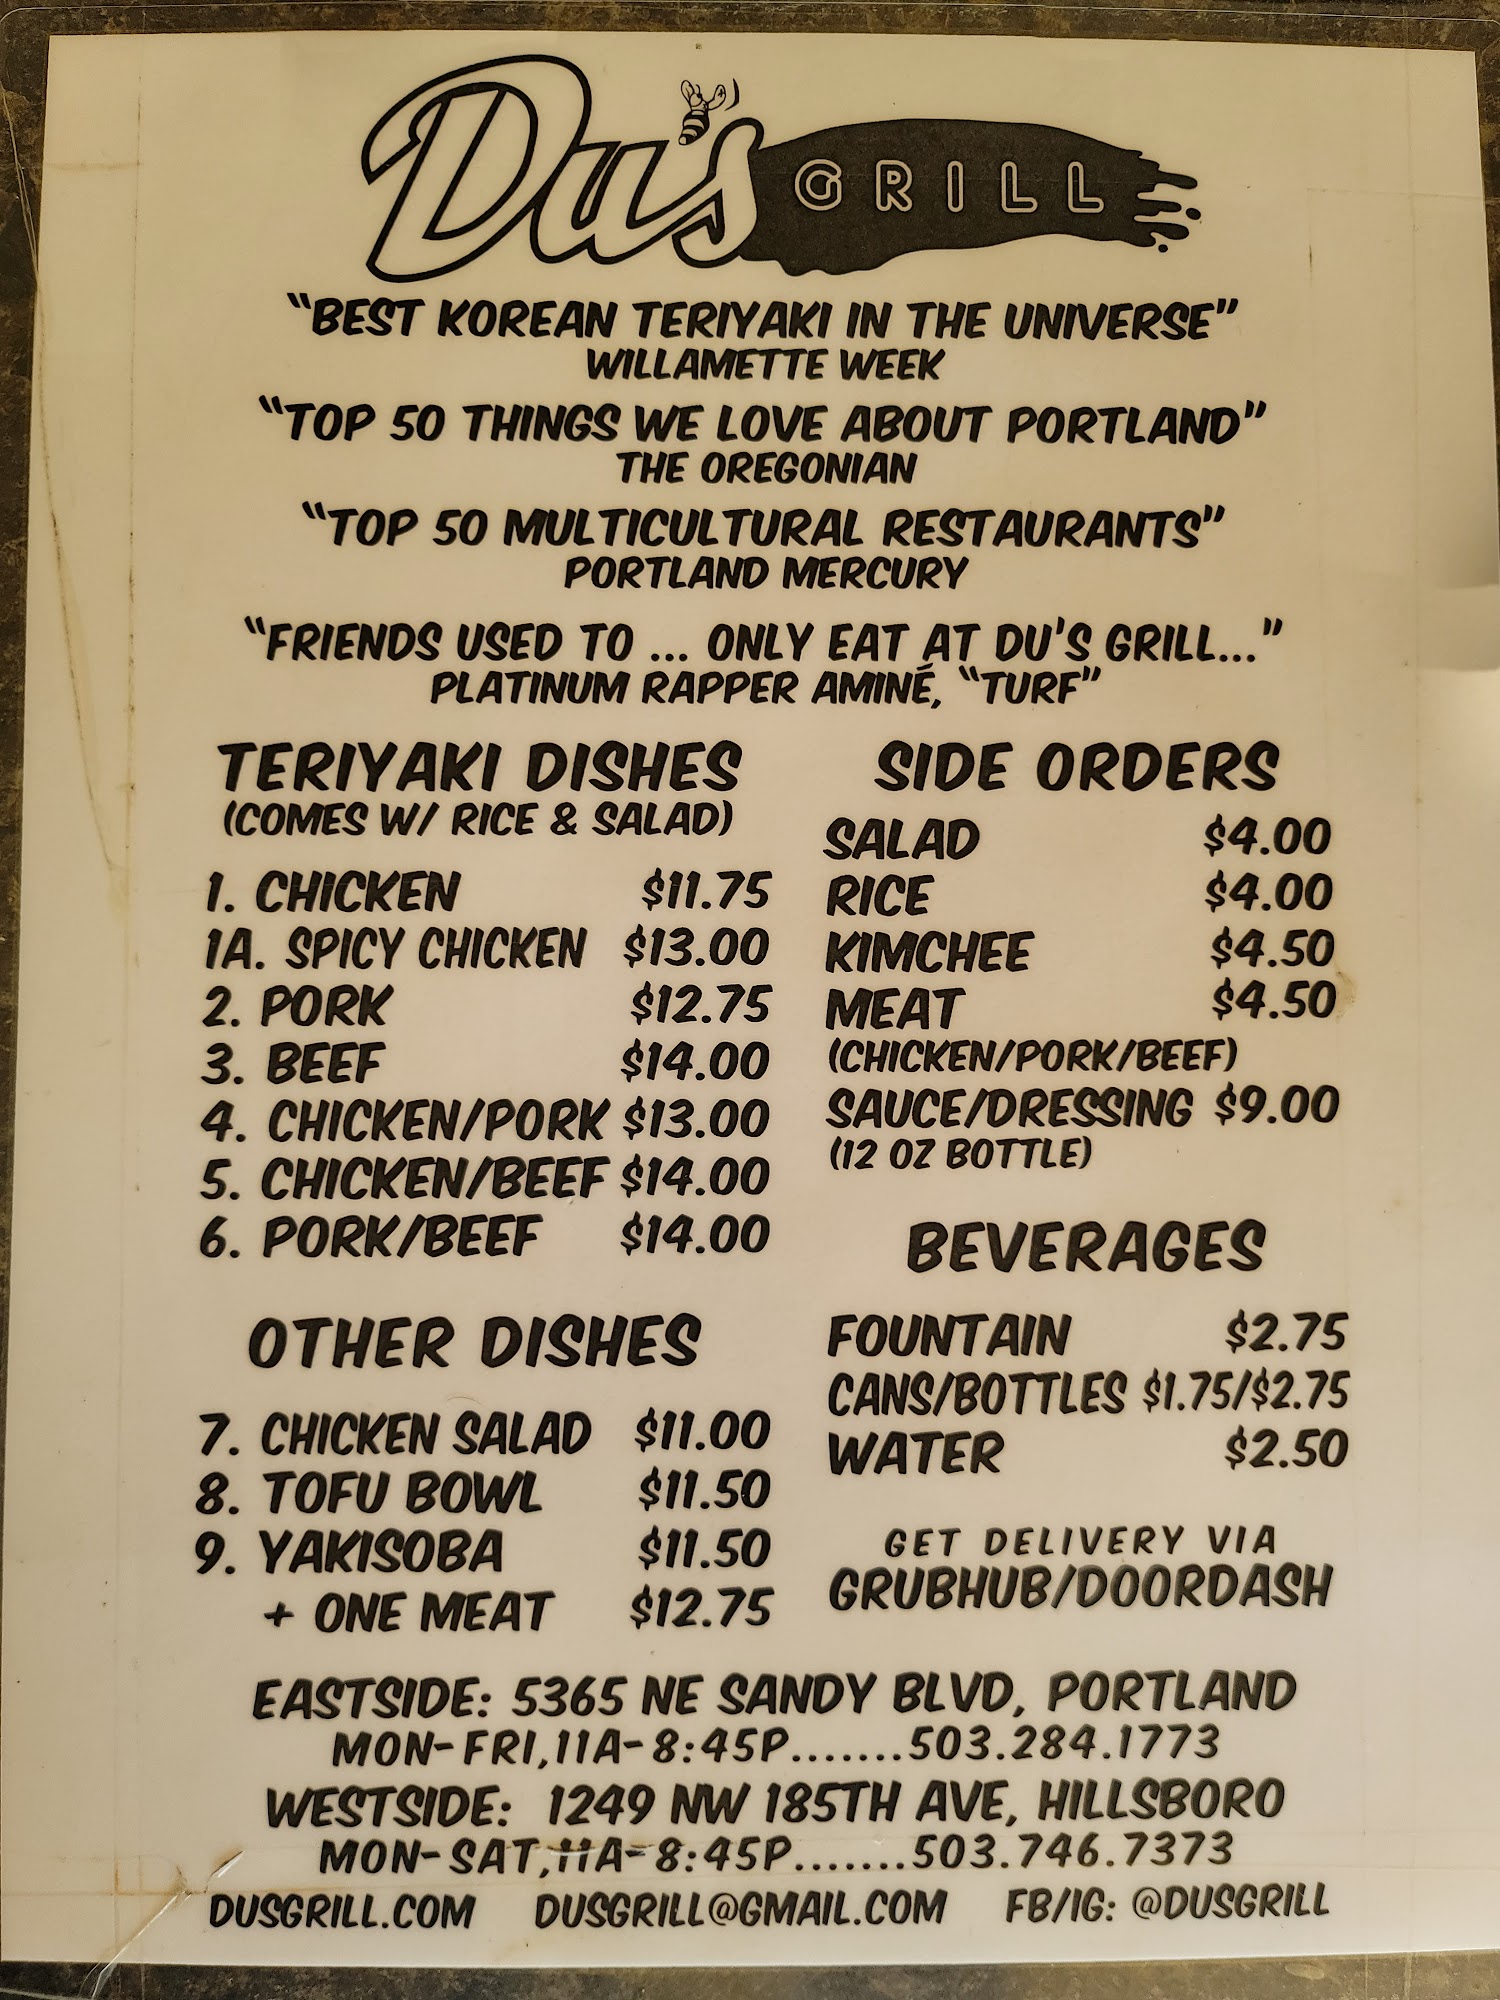 Du's GRILL
"BEST KOREAN TERIYAKI IN THE UNIVERSE"
WILLAMETTE WEEK
"TOP 50 THINGS WE LOVE ABOUT PORTLAND"
THE OREGONIAN
"TOP 50 MULTICULTURAL RESTAURANTS"
PORTLAND MERCURY
"FRIENDS USED TO ... ONLY EAT AT DU'S GRILL..."
PLATINUM RAPPER AMINÉ, "TURF"
TERIYAKI DISHES
(COMES W/ RICE & SALAD)
1. CHICKEN $11.75
1A. SPICY CHICKEN $13.00
2. PORK $12.75
3. BEEF $14.00
4. CHICKEN/PORK $13.00
5. CHICKEN/BEEF $14.00
6. PORK/BEEF $14.00
OTHER DISHES
7. CHICKEN SALAD $11.00
8. TOFU BOWL $11.50
9. YAKISOBA $11.50
+ ONE MEAT $12.75
SIDE ORDERS
SALAD $4.00
RICE $4.00
KIMCHEE $4.50
MEAT $4.50
(CHICKEN/PORK/BEEF)
SAUCE/DRESSING $9.00
(12 OZ BOTTLE)
BEVERAGES
FOUNTAIN $2.75
CANS/BOTTLES $1.75/$2.75
WATER $2.50
GET DELIVERY VIA
GRUBHUB/DOORDASH
EASTSIDE: 5365 NE SANDY BLVD, PORTLAND
MON-FRI,11A-8:45P.......503.284.1773
WESTSIDE: 1249 NW 185TH AVE, HILLSBORO
MON-SAT,11A-8:45P.......503.746.7373
DUSGRILL.COM DUSGRILL@GMAIL.COM FB/IG: @DUSGRILL